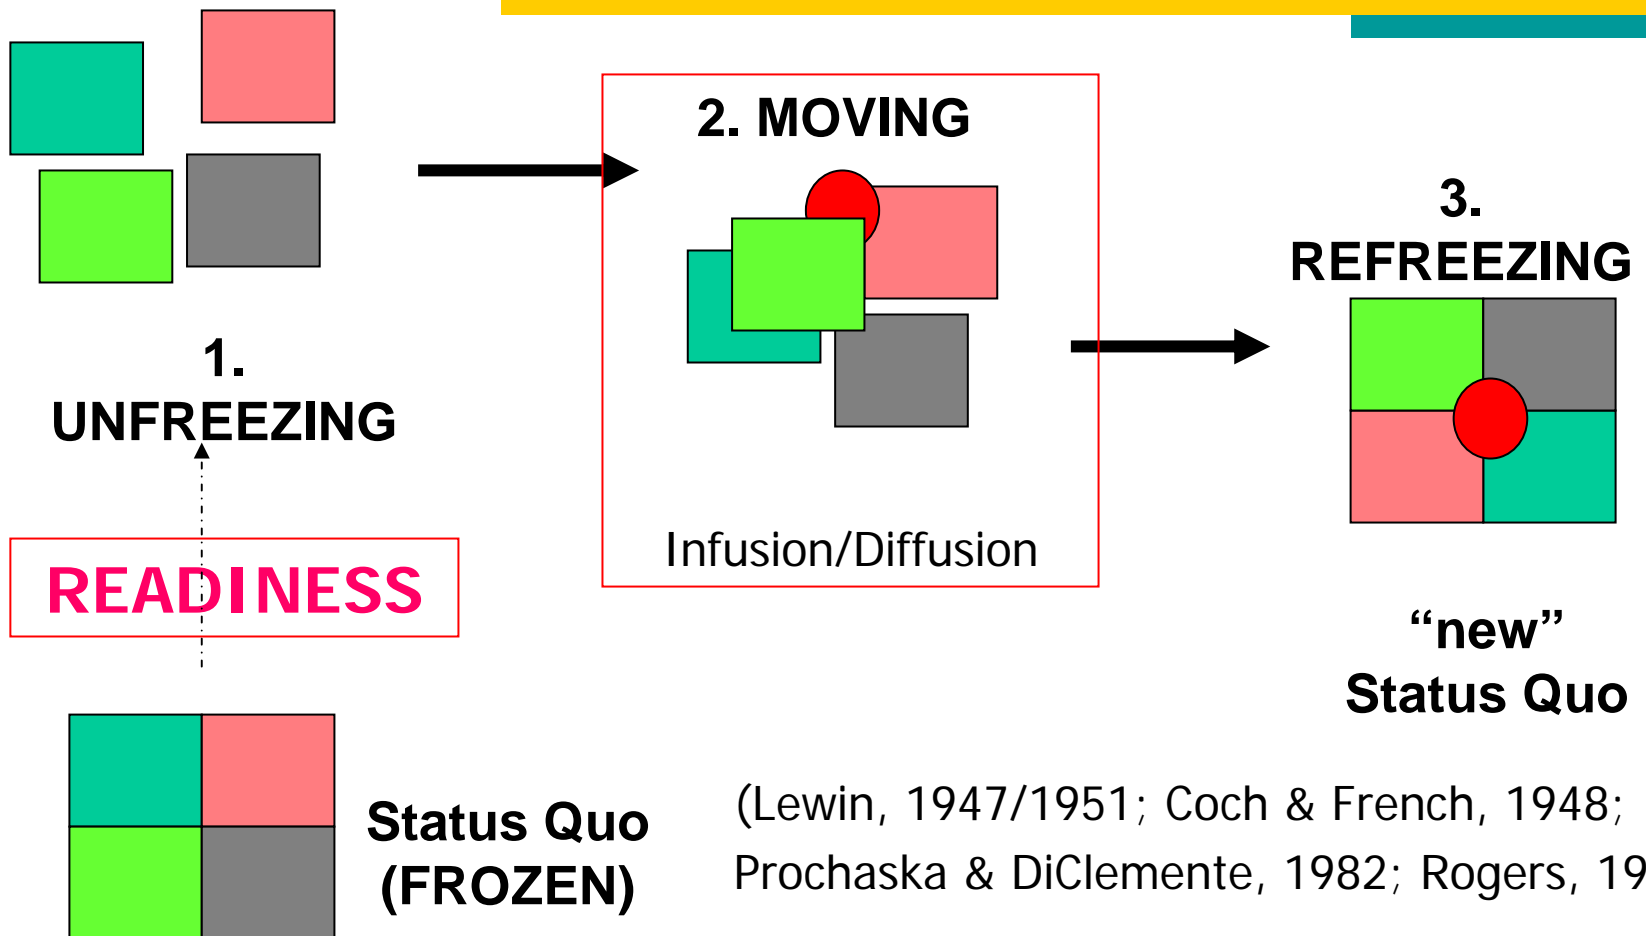 1.
UNFREEZING
READINESS
Status Quo
(FROZEN)
2. MOVING
Infusion/Diffusion
3.
REFREEZING
“new”
Status Quo
(Lewin, 1947/1951; Coch & French, 1948;
Prochaska & DiClemente, 1982; Rogers, 19